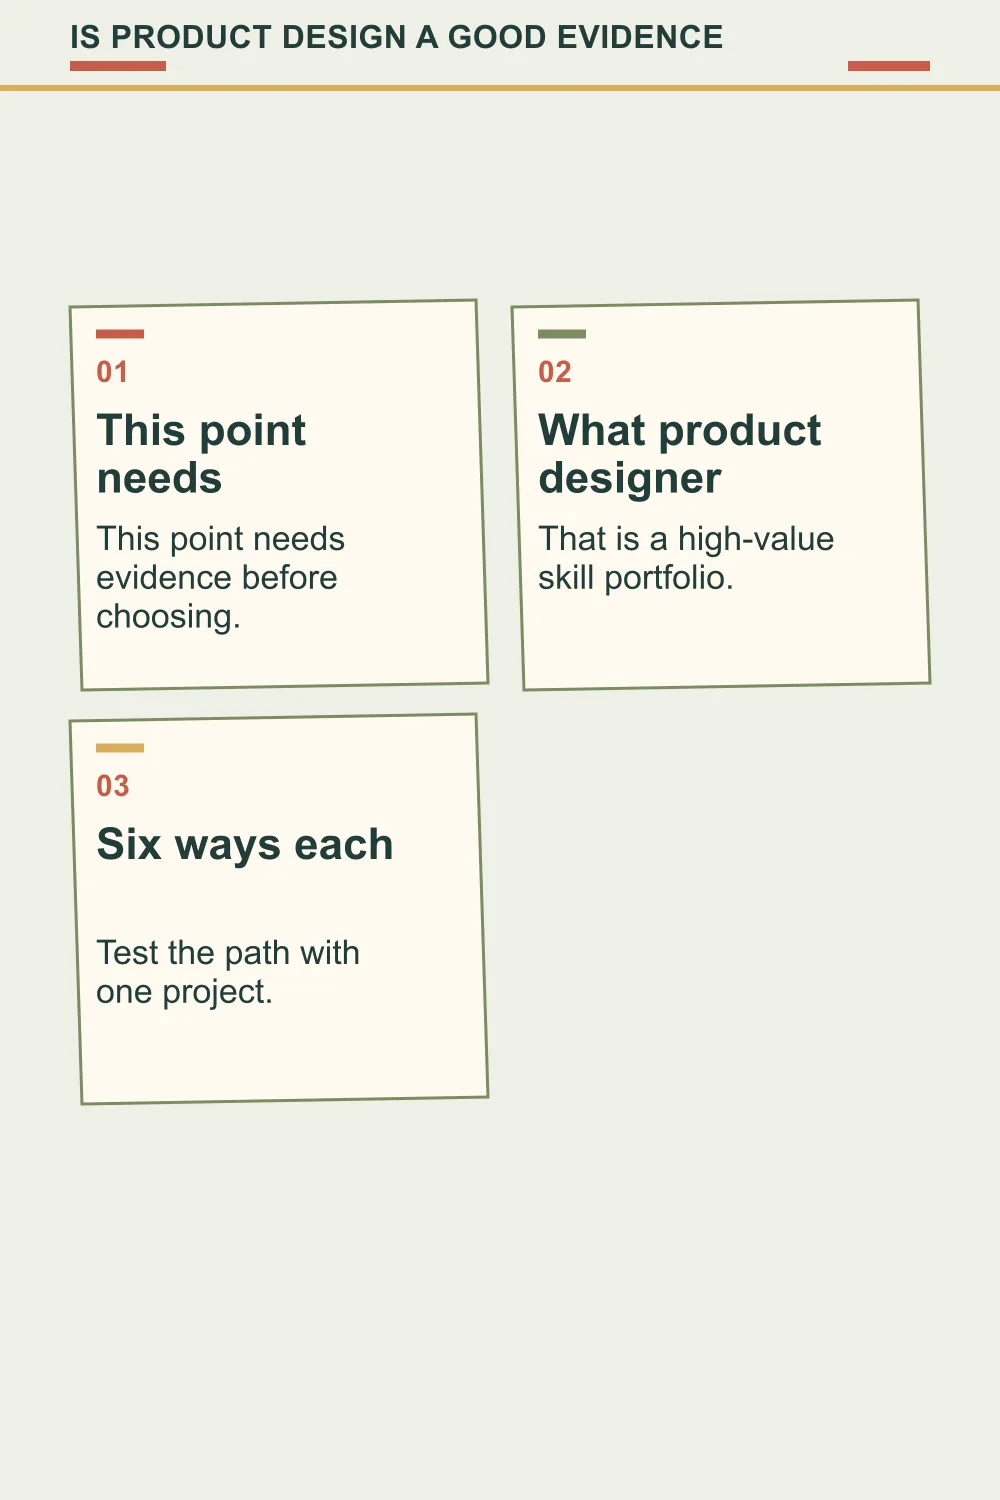 IS PRODUCT DESIGN A GOOD EVIDENCE
01
This point
needs
This point needs
evidence before
choosing.
02
What product
designer
That is a high-value
skill portfolio.
03
Six ways each
Test the path with
one project.